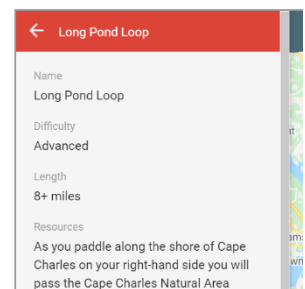 Long Pond Loop
Name
Long Pond Loop
Difficulty
Advanced
Length
8+ miles
Resources
As you paddle along the shore of Cape
Charles on your right-hand side you will
pass the Cape Charles Natural Area